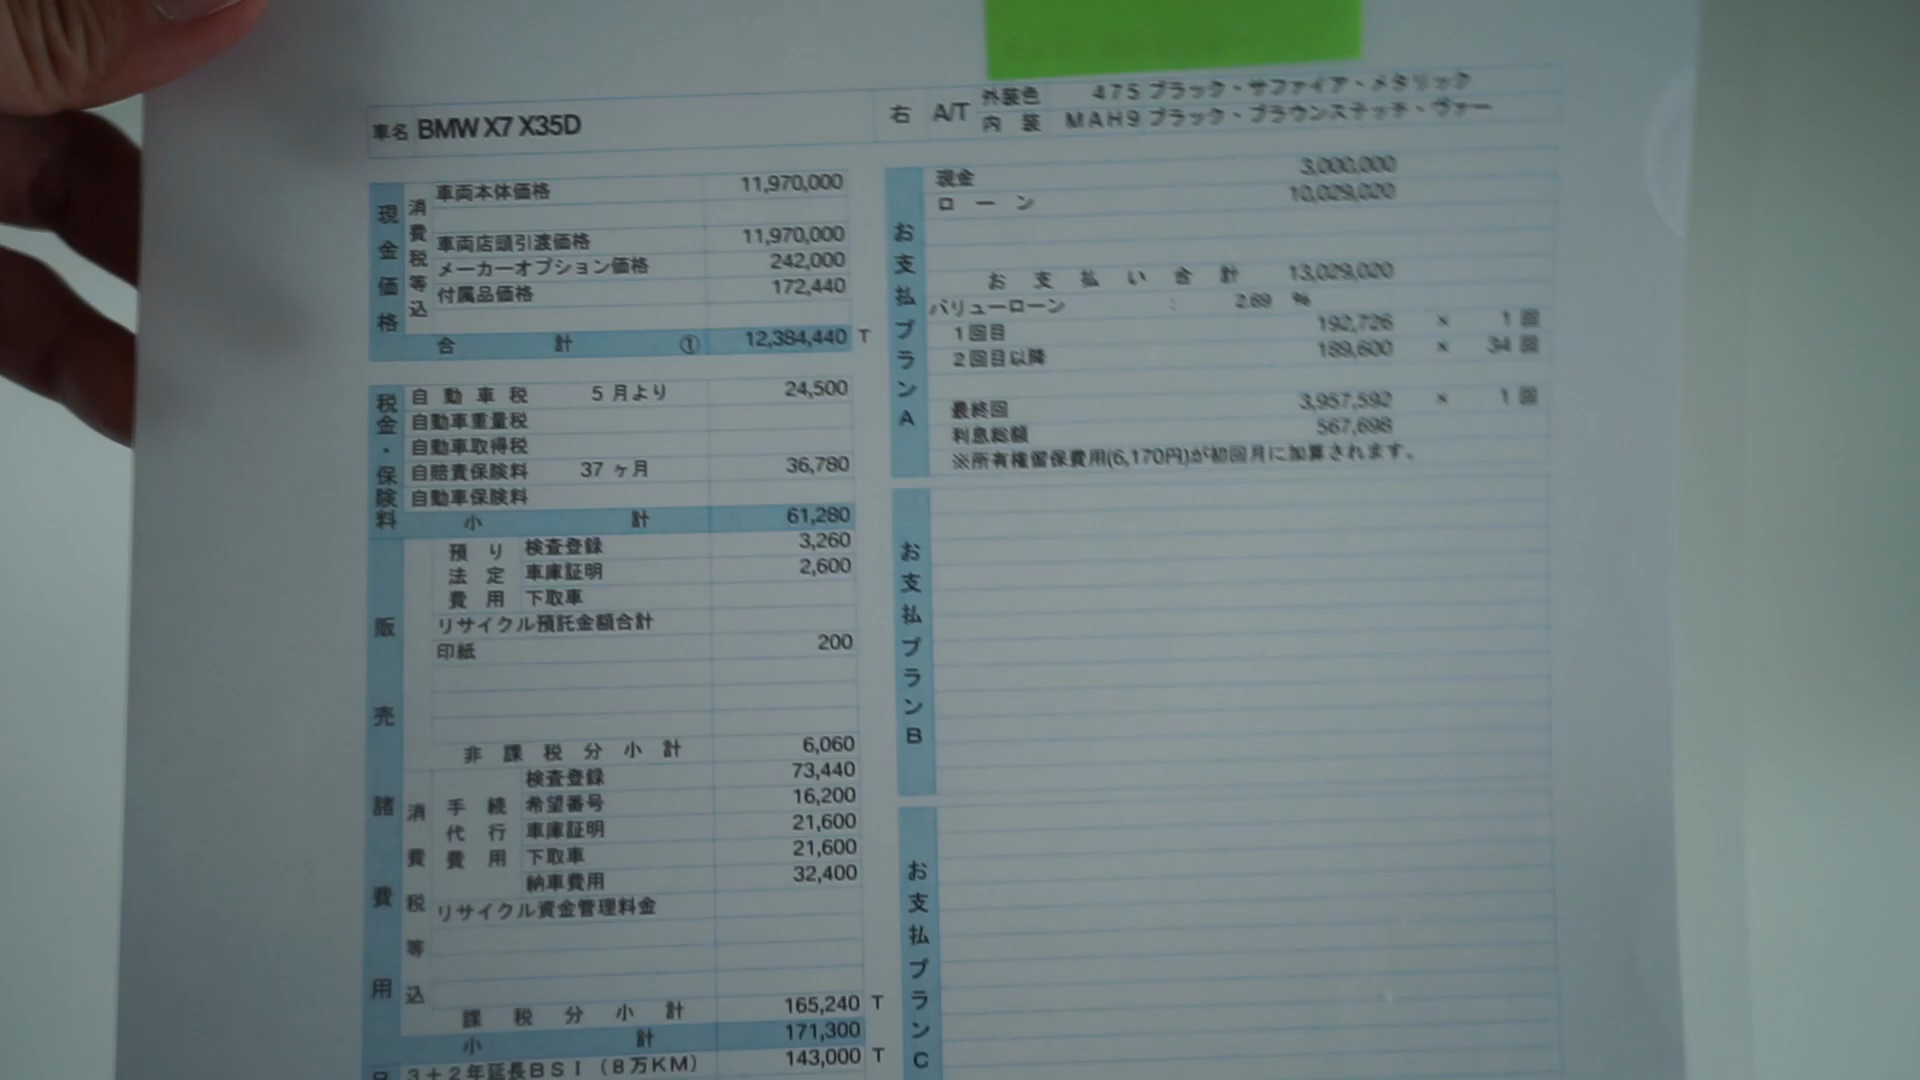 車名 BMW X7 X35D 右 A/T
外装色 475 ブラック・サファイア・メタリック
内装 MAH9 ブラック・ブラウンステッチ・ヴァー
現金価格
消費税等込
車両本体価格 11,970,000
車両店頭引渡価格 11,970,000
メーカーオプション価格 242,000
付属品価格 172,440
合計 ① 12,384,440 T
税金・保険料
自動車税 5月より 24,500
自動車重量税
自動車取得税
自賠責保険料 37ヶ月 36,780
自動車保険料
小計 61,280
販売諸費用
預り法定費用
検査登録 3,260
車庫証明 2,600
下取車
リサイクル預託金額合計
印紙 200
非課税分小計 6,060
消費税等込
手続代行費用
検査登録 73,440
希望番号 16,200
車庫証明 21,600
下取車 21,600
納車費用 32,400
リサイクル資金管理料金
課税分小計 165,240 T
小計 171,300
3+2年延長BSI(8万KM) 143,000 T
お支払プランA
現金 3,000,000
ローン 10,029,020
お支払い合計 13,029,020
バリューローン : 2.69 %
1回目 192,726 × 1回
2回目以降 189,600 × 34回
最終回 3,957,592 × 1回
利息総額 567,698
※所有権留保費用(6,170円)が初回月に加算されます。
お支払プランB
お支払プランC